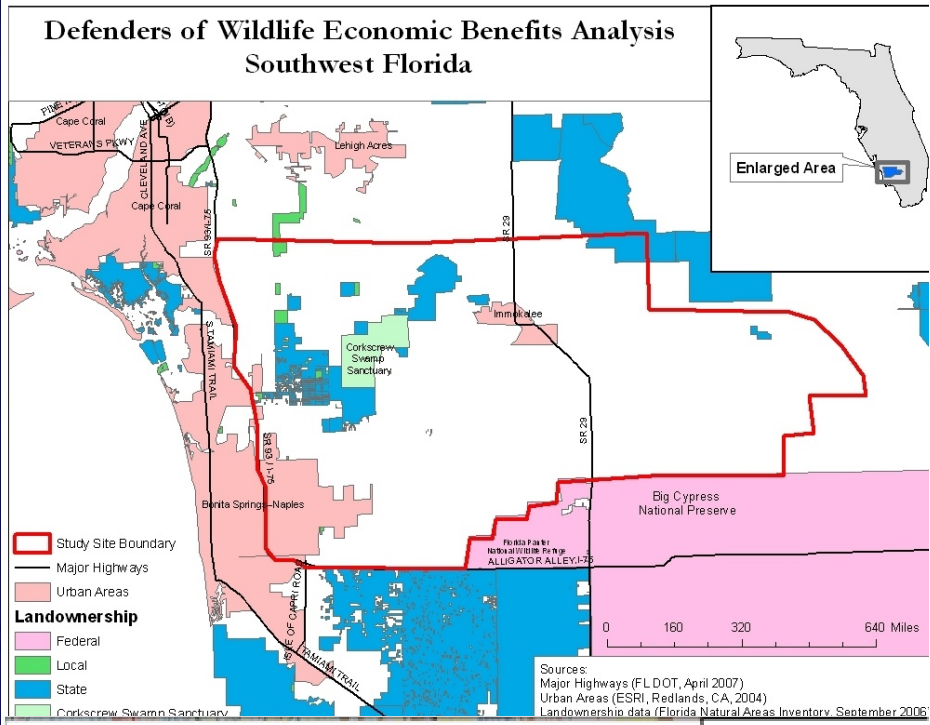 Defenders of Wildlife Economic Benefits Analysis
Southwest Florida
Enlarged Area
Cape Coral
VETERANS PKWY
CLEVELAND AVE
Lehigh Acres
Cape Coral
SR 93/I-75
SR 29
Immokalee
Corkscrew
Swamp
Sanctuary
S TAMIAMI TRAIL
SR 29
SR 93 / I-75
Bonita Springs--Naples
Big Cypress
National Preserve
Florida Panter
National Wildlife Refuge
ALLIGATOR ALLEY, I-75
ISLE OF CAPRI ROAD
TAMIAMI TRAIL
Study Site Boundary
Major Highways
Urban Areas
Landownership
Federal
Local
State
Corkscrew Swamp Sanctuary
0 160 320 640 Miles
Sources:
Major Highways (FL DOT, April 2007)
Urban Areas (ESRI, Redlands, CA, 2004)
Landownership data (Florida Natural Areas Inventory, September 2006)